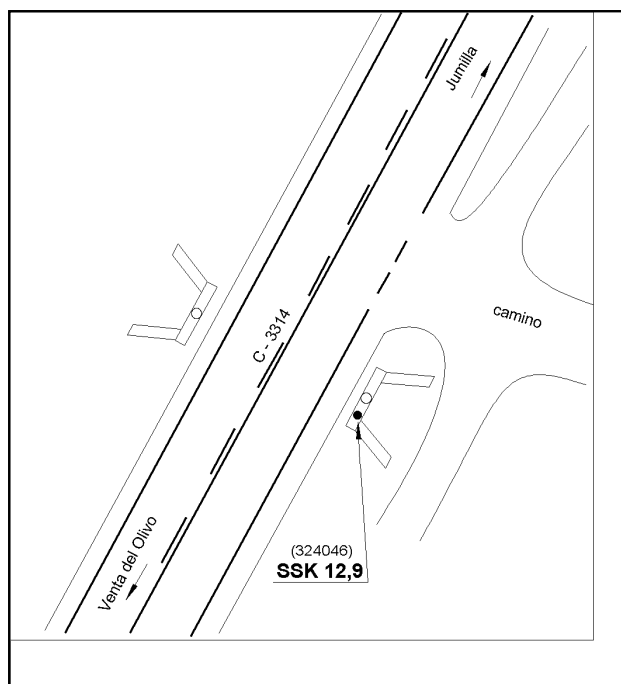 Jumilla
camino
C - 3314
Venta del Olivo
(324046)
SSK 12,9